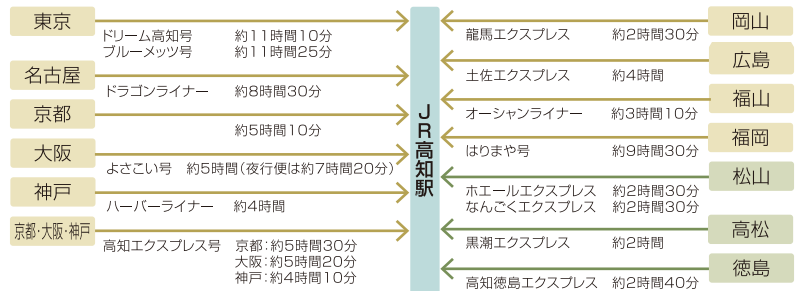 東京
ドリーム高知号 約11時間10分
ブルーメッツ号 約11時間25分
名古屋
ドラゴンライナー 約8時間30分
京都
約5時間10分
大阪
よさこい号 約5時間(夜行便は約7時間20分)
神戸
ハーバーライナー 約4時間
京都・大阪・神戸
高知エクスプレス号 京都：約5時間30分
大阪：約5時間20分
神戸：約4時間10分
JR高知駅
岡山
龍馬エクスプレス 約2時間30分
広島
土佐エクスプレス 約4時間
福山
オーシャンライナー 約3時間10分
福岡
はりまや号 約9時間30分
松山
ホエールエクスプレス 約2時間30分
なんごくエクスプレス 約2時間30分
高松
黒潮エクスプレス 約2時間
徳島
高知徳島エクスプレス 約2時間40分